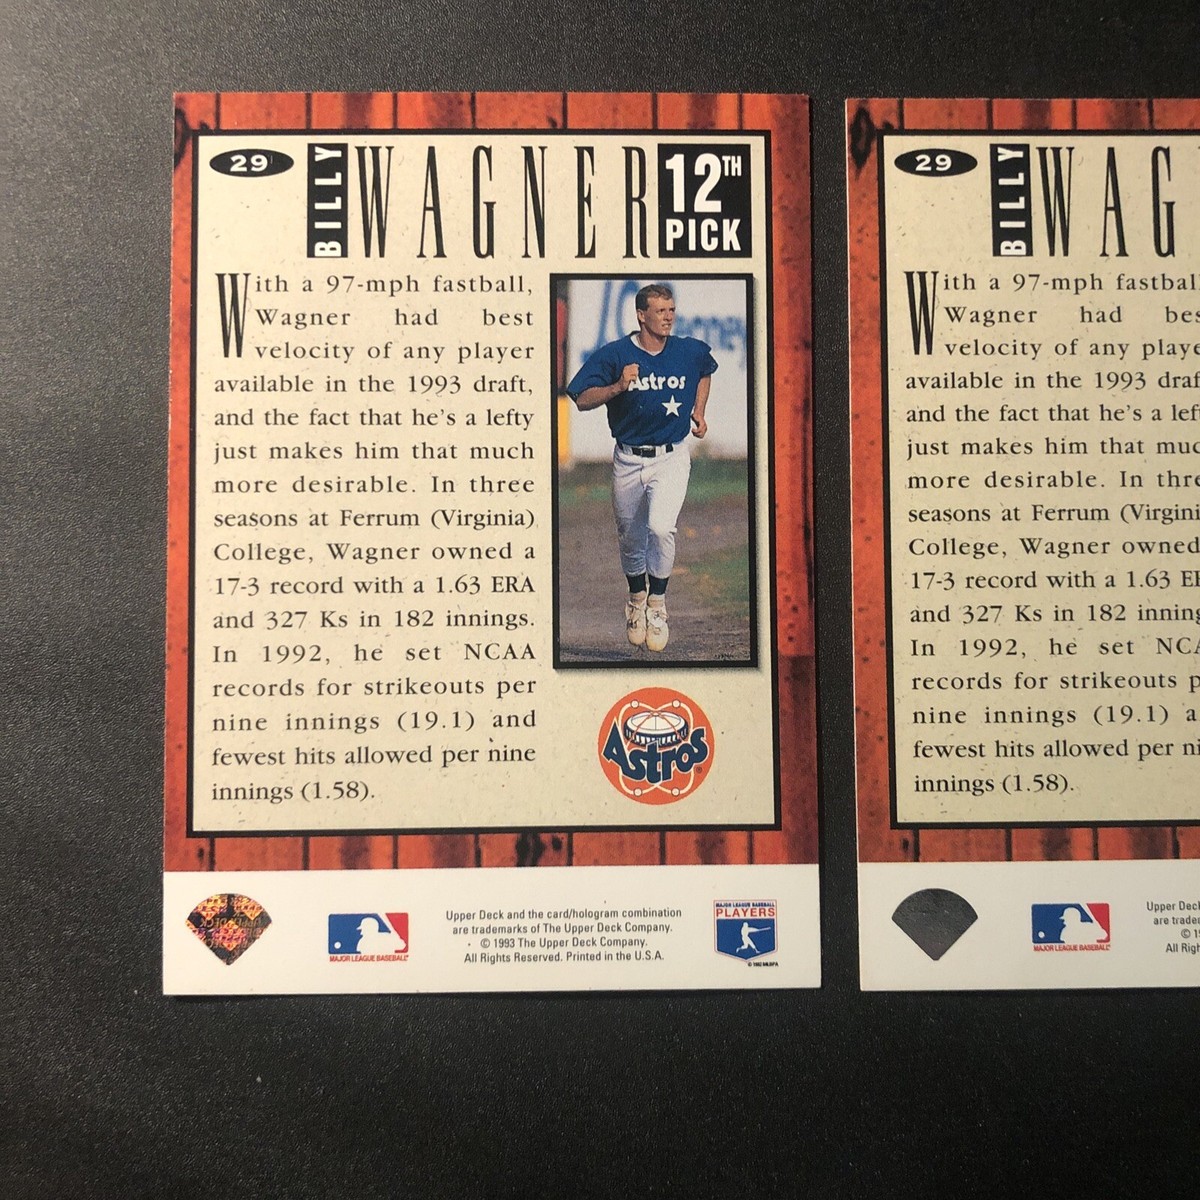 29
BILLY
WAGNER
12TH
PICK
With a 97-mph fastball,
Wagner had best
velocity of any player
available in the 1993 draft,
and the fact that he's a lefty
just makes him that much
more desirable. In three
seasons at Ferrum (Virginia)
College, Wagner owned a
17-3 record with a 1.63 ERA
and 327 Ks in 182 innings.
In 1992, he set NCAA
records for strikeouts per
nine innings (19.1) and
fewest hits allowed per nine
innings (1.58).
Astros
Astros
MAJOR LEAGUE BASEBALL
Upper Deck and the card/hologram combination
are trademarks of The Upper Deck Company.
© 1993 The Upper Deck Company.
All Rights Reserved. Printed in the U.S.A.
MAJOR LEAGUE BASEBALL
PLAYERS
© 1992 MLBPA
29
BILLY
WAG
With a 97-mph fastbal
Wagner had bes
velocity of any playe
available in the 1993 draf
and the fact that he's a lef
just makes him that muc
more desirable. In thre
seasons at Ferrum (Virgini
College, Wagner owned
17-3 record with a 1.63 E
and 327 Ks in 182 inning
In 1992, he set NCA
records for strikeouts p
nine innings (19.1) a
fewest hits allowed per ni
innings (1.58).
MAJOR LEAGUE BASEBALL
Upper Deck
are trade
© 1
All Righ